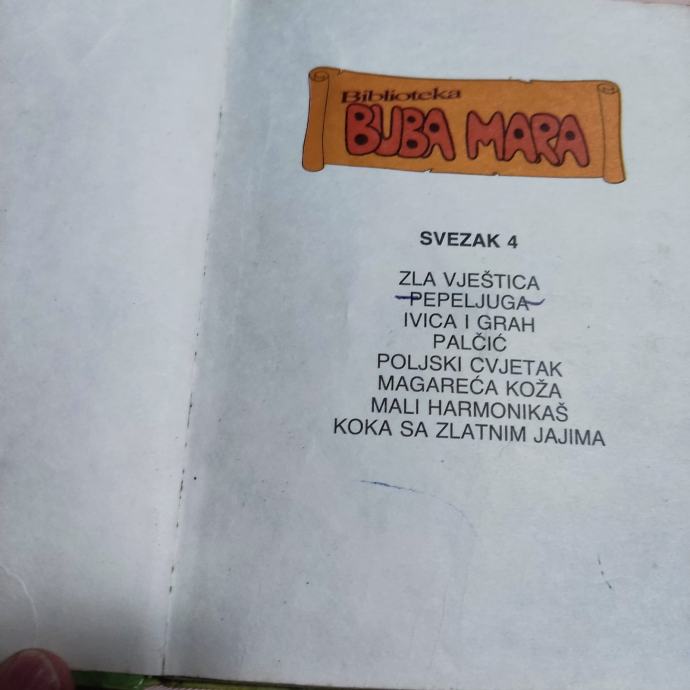 Biblioteka
BUBA MARA
SVEZAK 4
ZLA VJEŠTICA
PEPELJUGA
IVICA I GRAH
PALČIĆ
POLJSKI CVJETAK
MAGAREĆA KOŽA
MALI HARMONIKAŠ
KOKA SA ZLATNIM JAJIMA